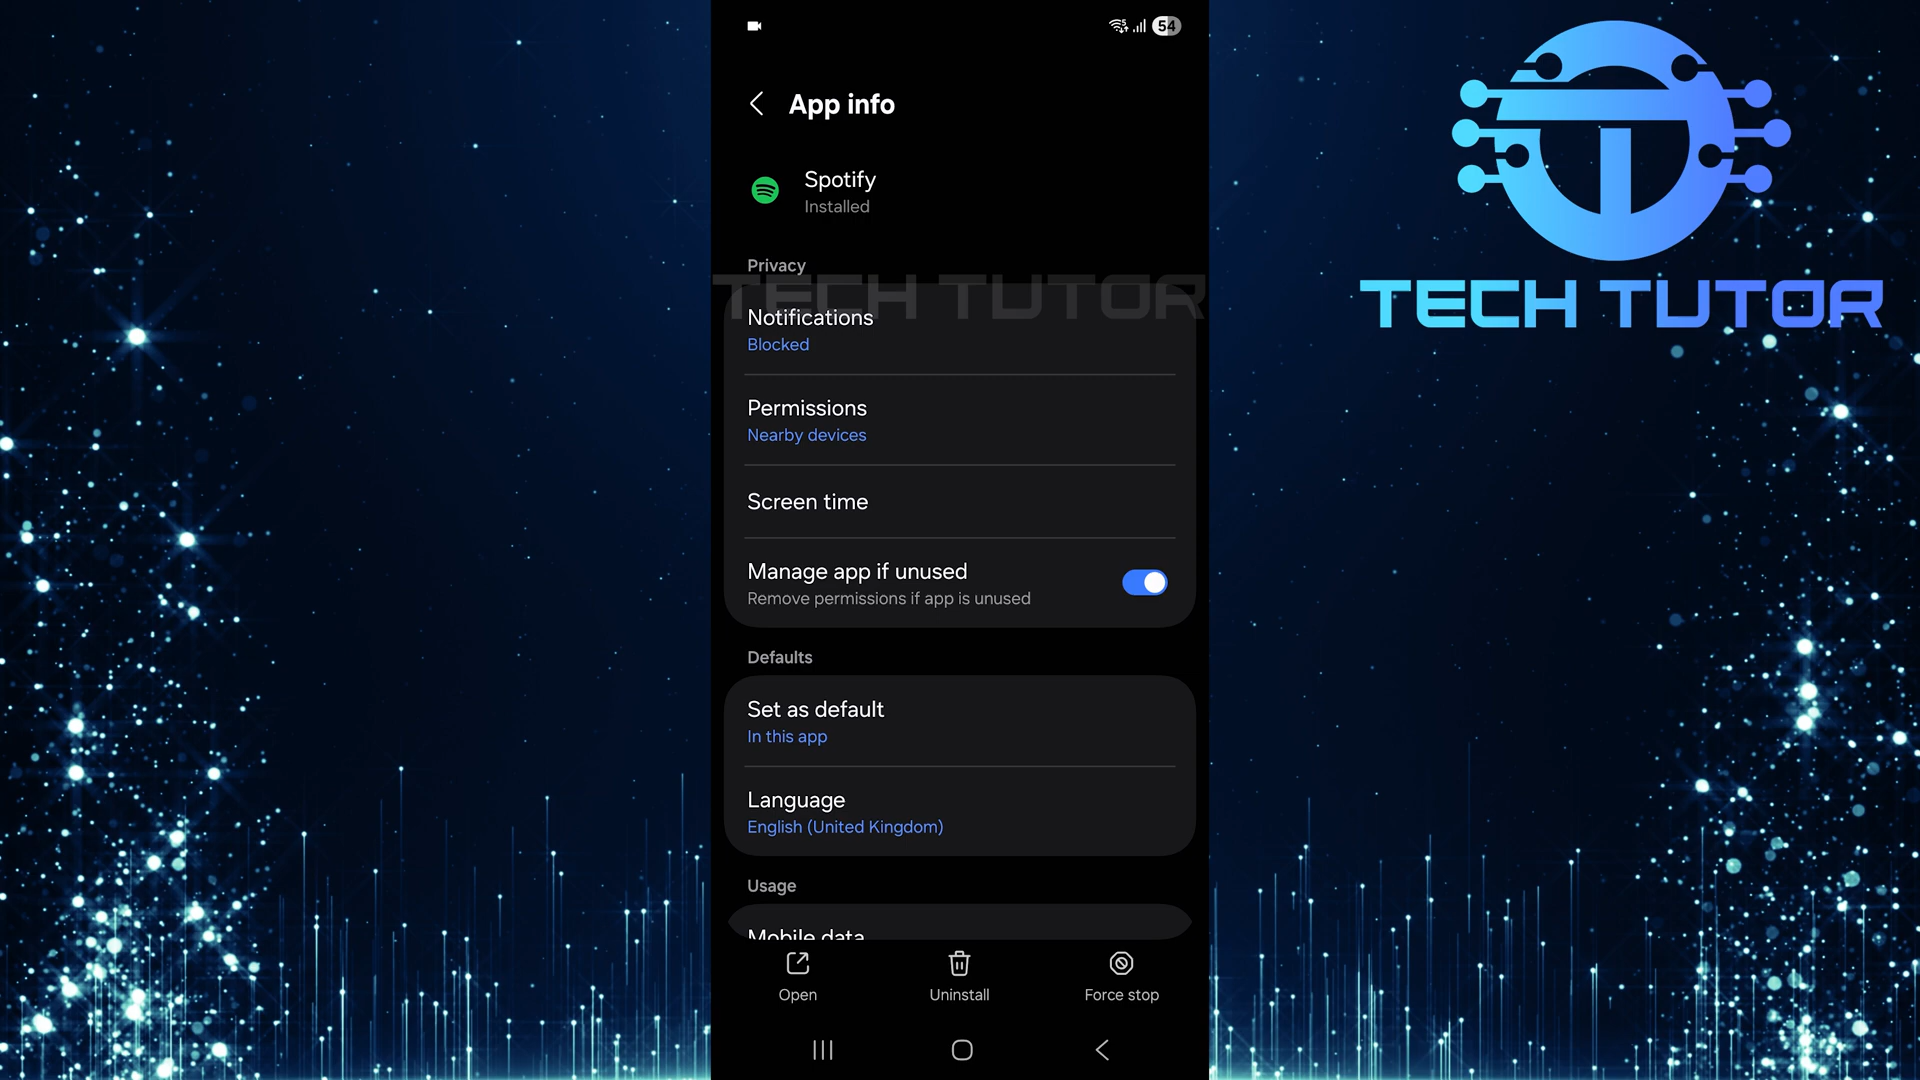 54
App info
Spotify
Installed
Privacy
TECH TUTOR
Notifications
Blocked
Permissions
Nearby devices
Screen time
Manage app if unused
Remove permissions if app is unused
Defaults
Set as default
In this app
Language
English (United Kingdom)
Usage
Mobile data
Open
Uninstall
Force stop
TECH TUTOR